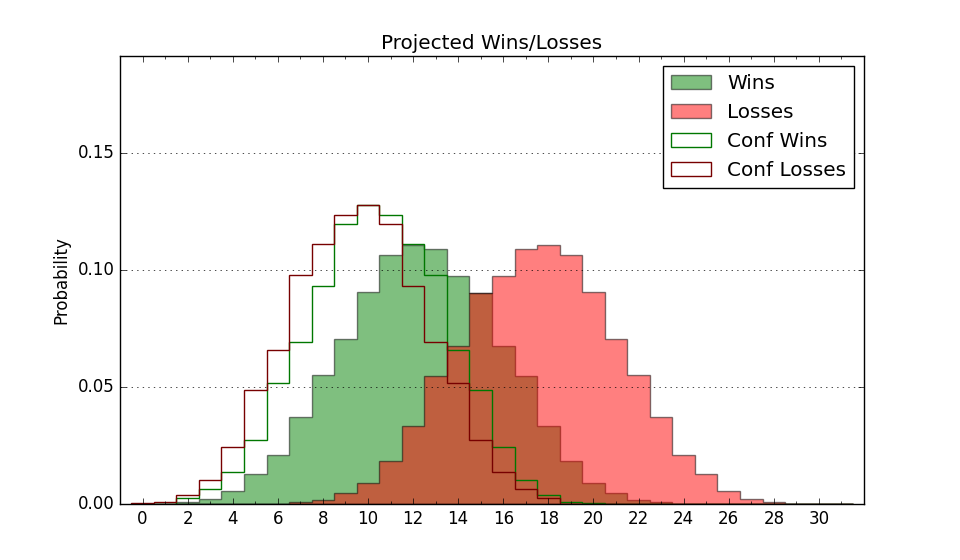 Projected Wins/Losses
Wins
Losses
Conf Wins
Conf Losses
Probability
0.15
0.10
0.05
0.00
0 2 4 6 8 10 12 14 16 18 20 22 24 26 28 30